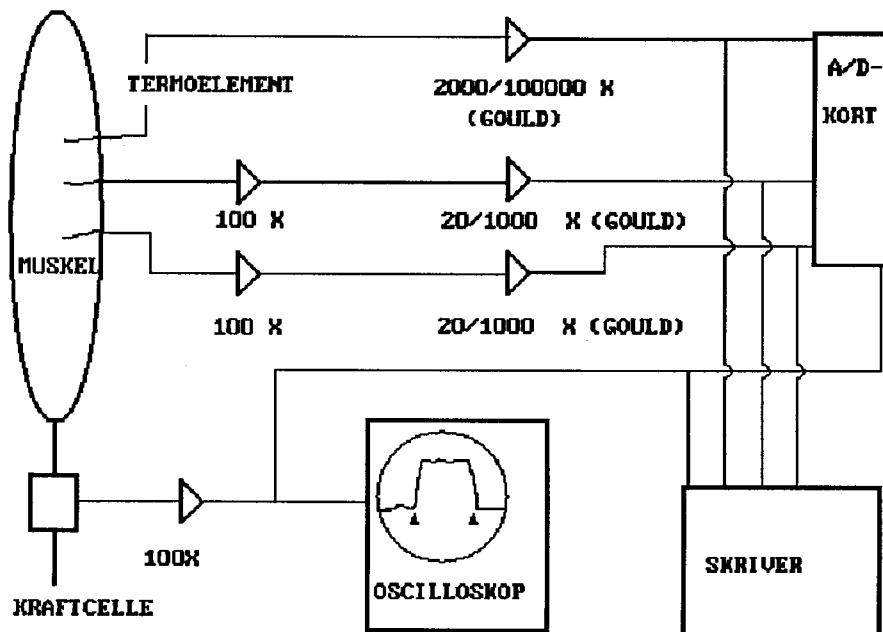 TERMOELEMENT
2000/100000 X
(GOULD)
A/D-
KORT
100 X
20/1000 X (GOULD)
MUSKEL
100 X
20/1000 X (GOULD)
100X
OSCILLOSKOP
SKRIVER
KRAFTCELLE